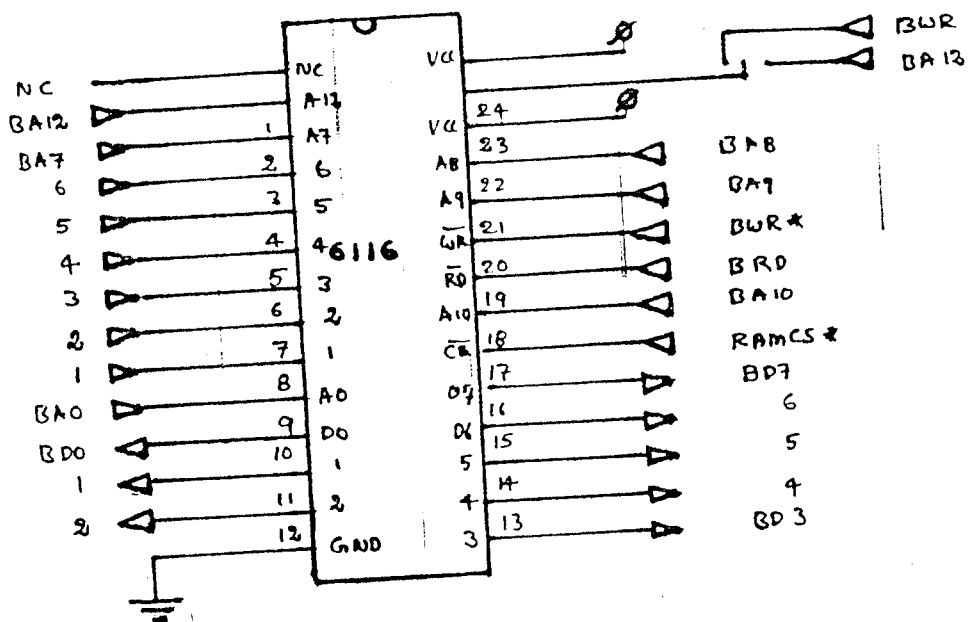 VCC BWR
NC NC BA13
BA12 A12 24
VCC
BA7 1 A7 23 A8 BA8
6 2 6 22 A9 BA9
5 3 5 21 WR BWR*
4 4 4 6116 20 RD BRD
3 5 3 19 A10 BA10
2 6 2 18 RAMCS*
1 7 1 17 D7 BD7
BA0 8 A0 16 D6 6
BD0 9 D0 15 5 5
1 10 1 14 4 4
2 11 2 13 3 BD3
12 GND